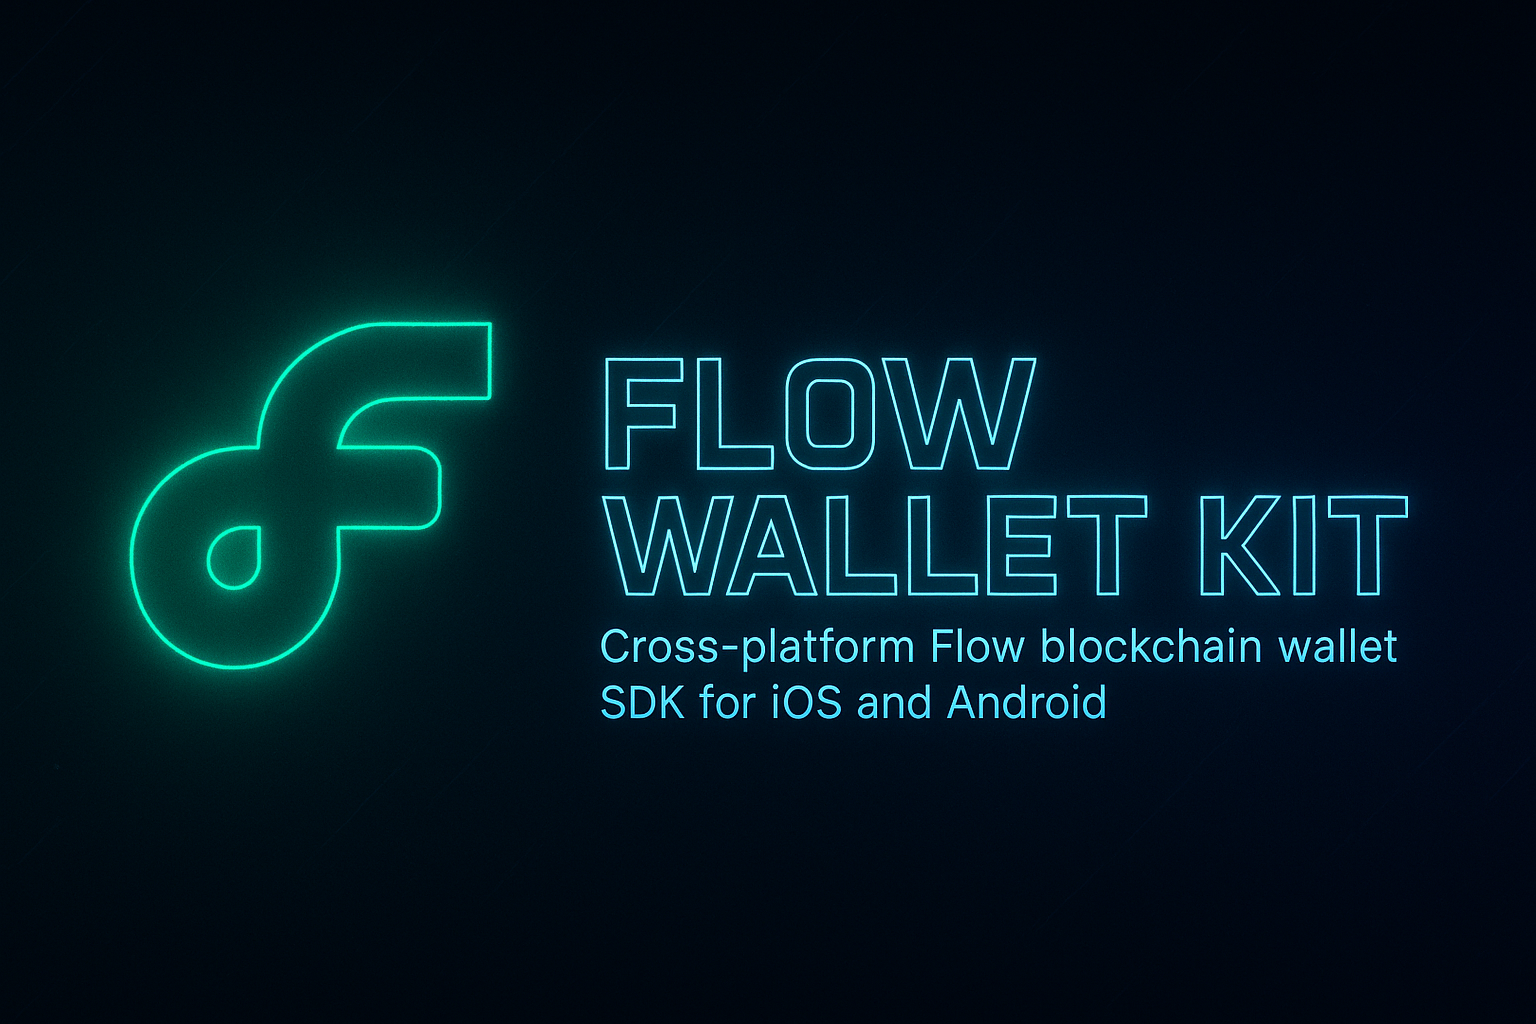 FLOW
WALLET KIT
Cross-platform Flow blockchain wallet
SDK for iOS and Android